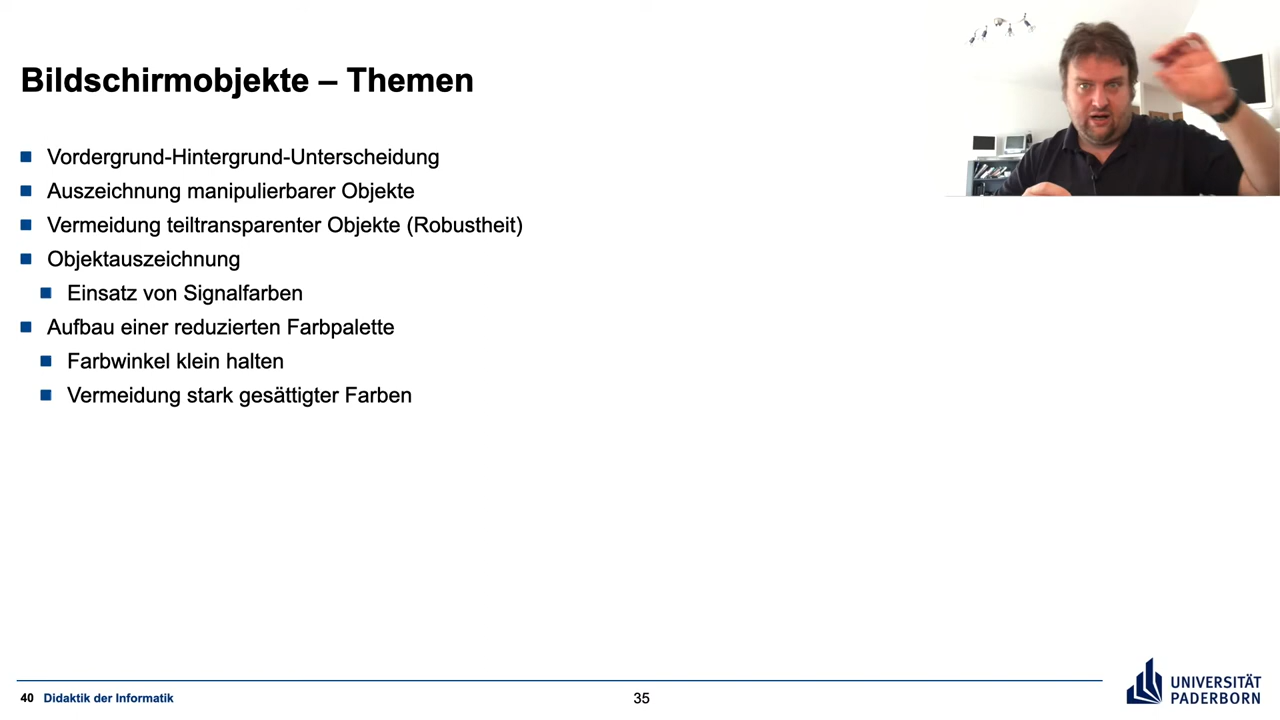 Bildschirmobjekte – Themen
Vordergrund-Hintergrund-Unterscheidung
Auszeichnung manipulierbarer Objekte
Vermeidung teiltransparenter Objekte (Robustheit)
Objektauszeichnung
Einsatz von Signalfarben
Aufbau einer reduzierten Farbpalette
Farbwinkel klein halten
Vermeidung stark gesättigter Farben
40 Didaktik der Informatik
35
UNIVERSITÄT
PADERBORN